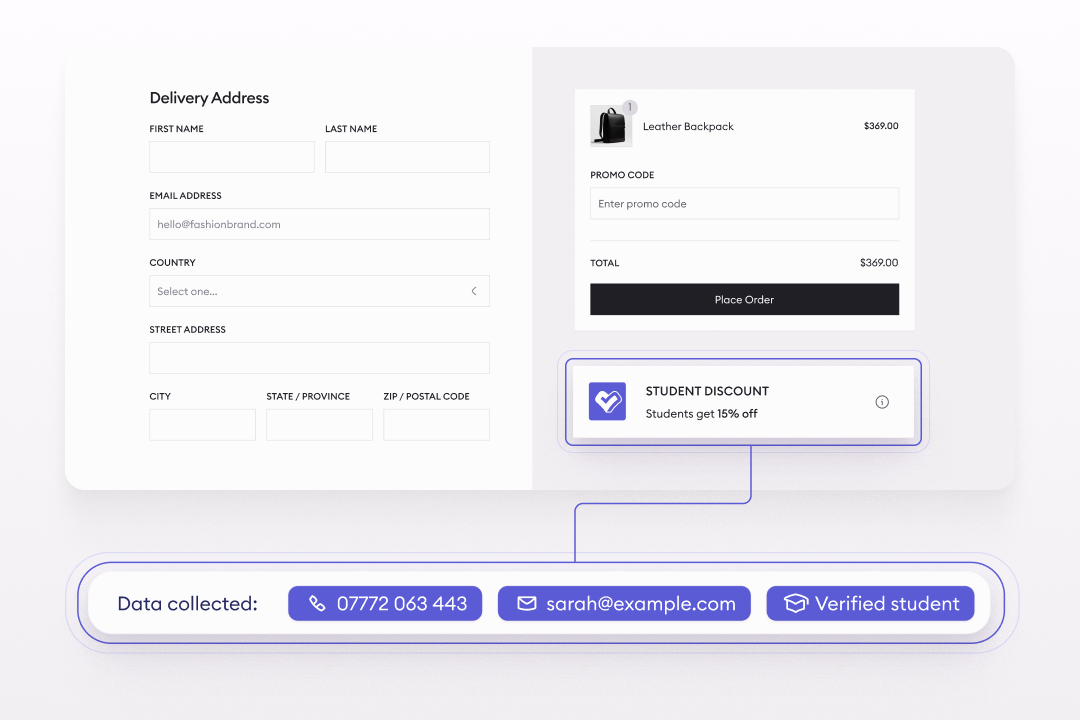 Delivery Address
FIRST NAME
LAST NAME
EMAIL ADDRESS
hello@fashionbrand.com
COUNTRY
Select one...
STREET ADDRESS
CITY
STATE / PROVINCE
ZIP / POSTAL CODE
1
Leather Backpack
$369.00
PROMO CODE
Enter promo code
TOTAL
$369.00
Place Order
STUDENT DISCOUNT
Students get 15% off
Data collected:
07772 063 443
sarah@example.com
Verified student